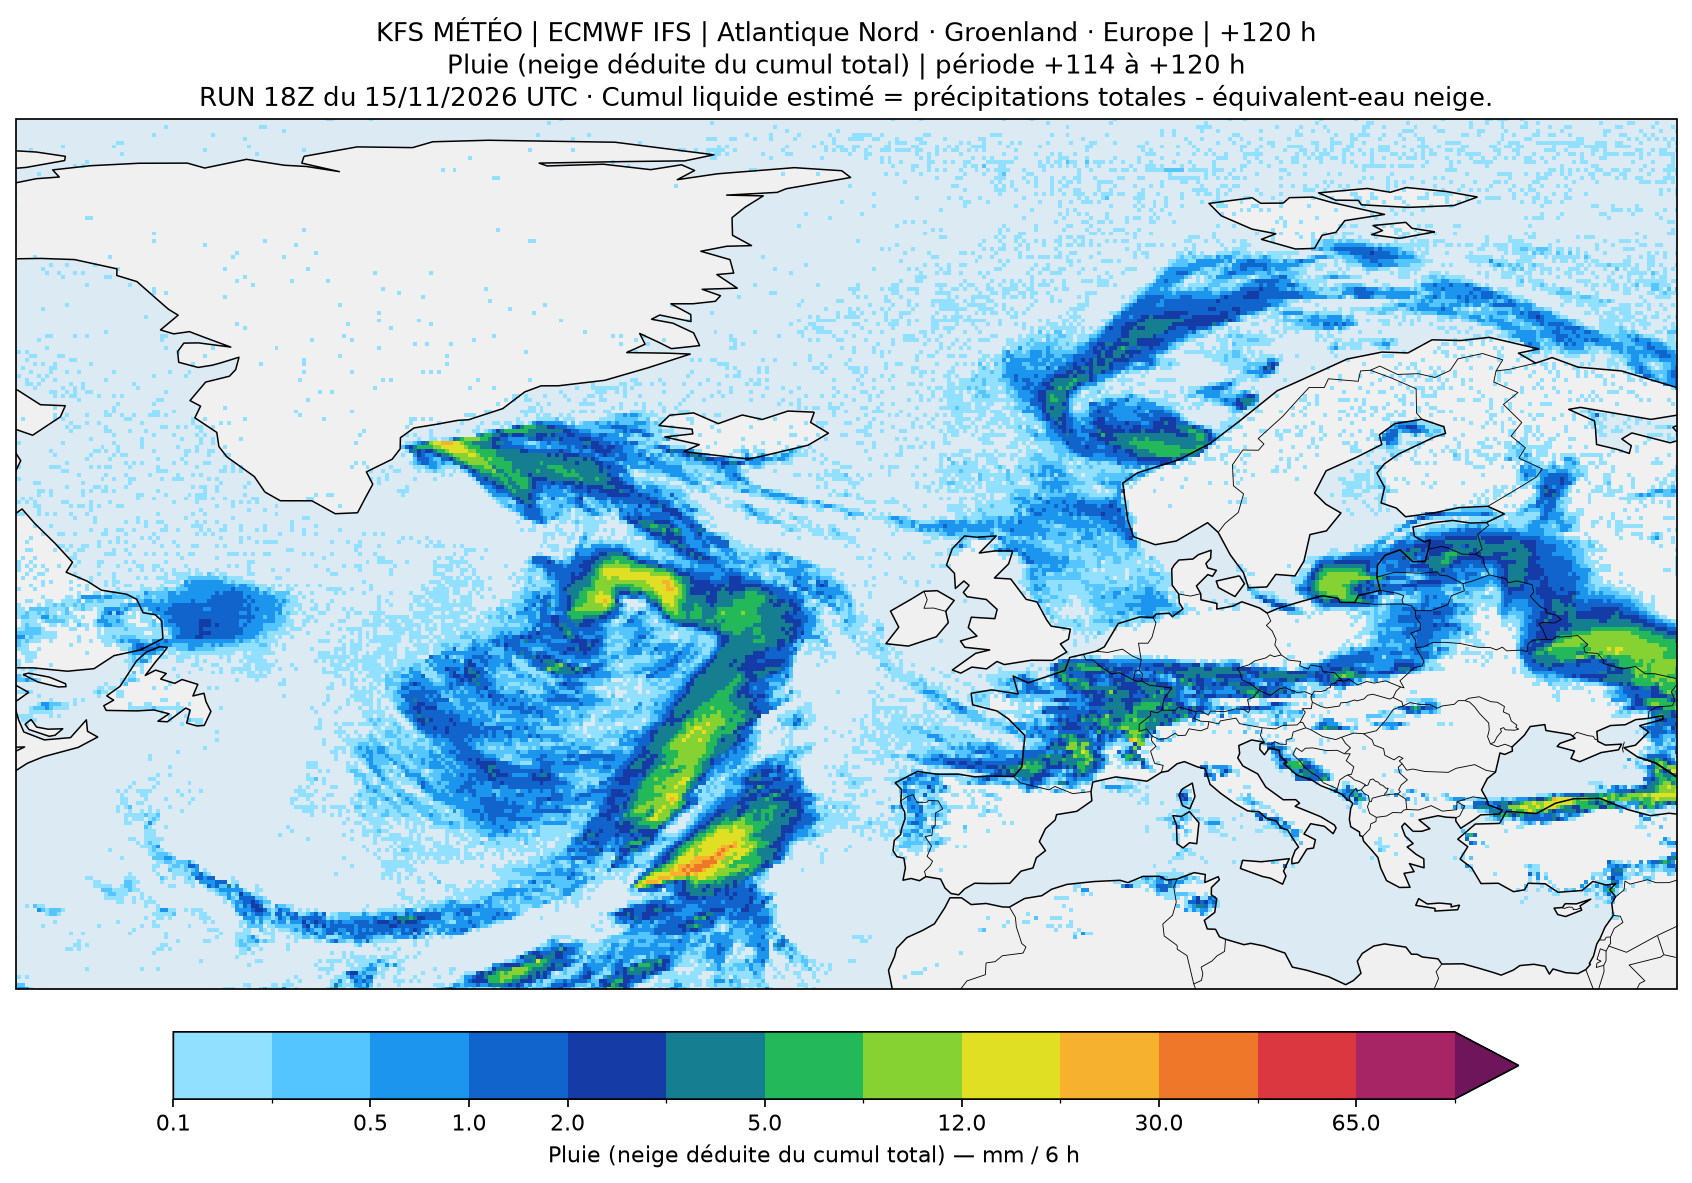 KFS MÉTÉO | ECMWF IFS | Atlantique Nord · Groenland · Europe | +120 h
Pluie (neige déduite du cumul total) | période +114 à +120 h
RUN 18Z du 15/11/2026 UTC · Cumul liquide estimé = précipitations totales - équivalent-eau neige.
0.1 0.5 1.0 2.0 5.0 12.0 30.0 65.0
Pluie (neige déduite du cumul total) — mm / 6 h